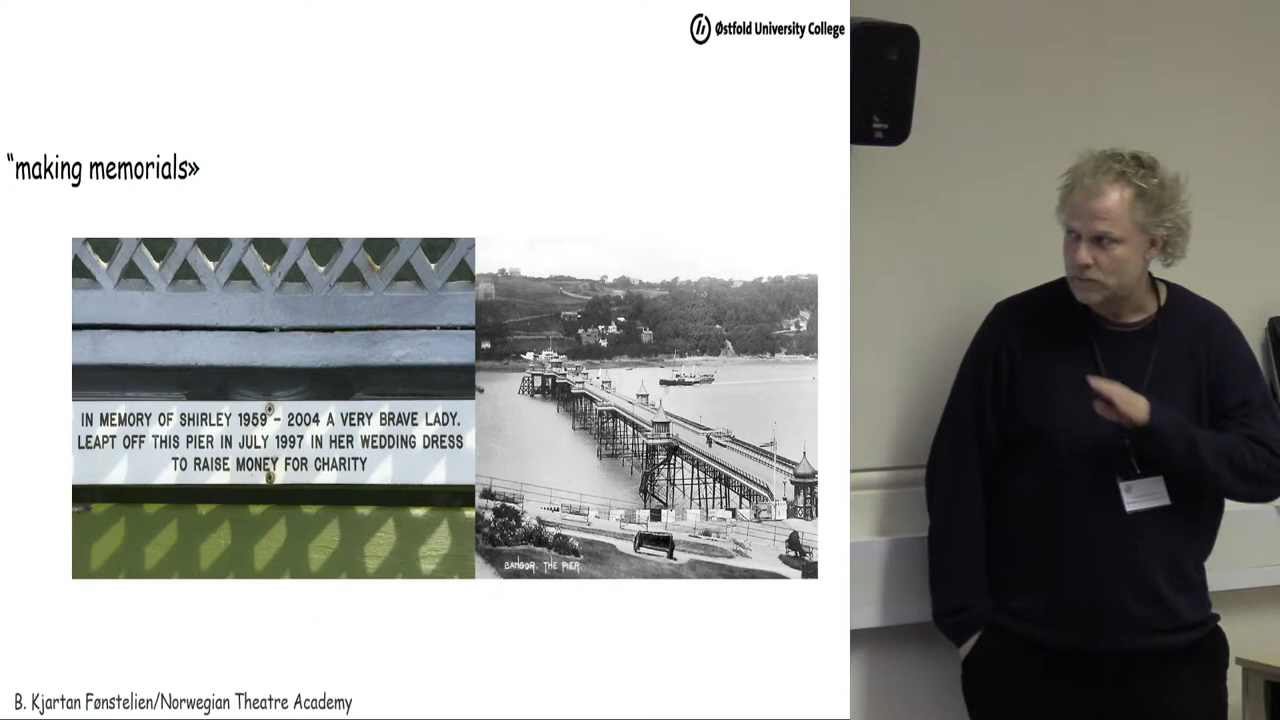 Østfold University College
“making memorials»
IN MEMORY OF SHIRLEY 1959 – 2004 A VERY BRAVE LADY.
LEAPT OFF THIS PIER IN JULY 1997 IN HER WEDDING DRESS
TO RAISE MONEY FOR CHARITY
BANGOR. THE PIER.
B. Kjartan Fønstelien/Norwegian Theatre Academy